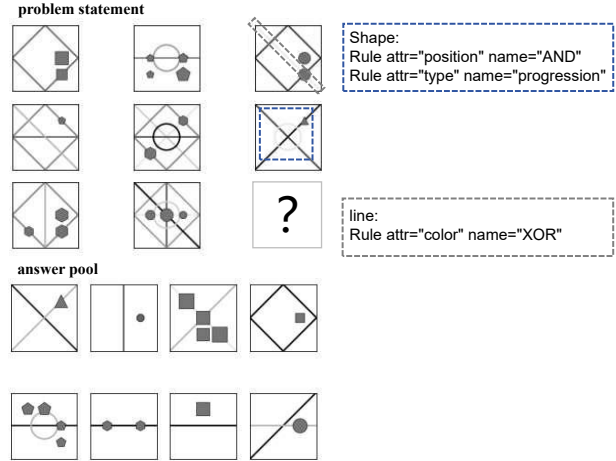 problem statement
Shape:
Rule attr="position" name="AND"
Rule attr="type" name="progression"
?
line:
Rule attr="color" name="XOR"
answer pool